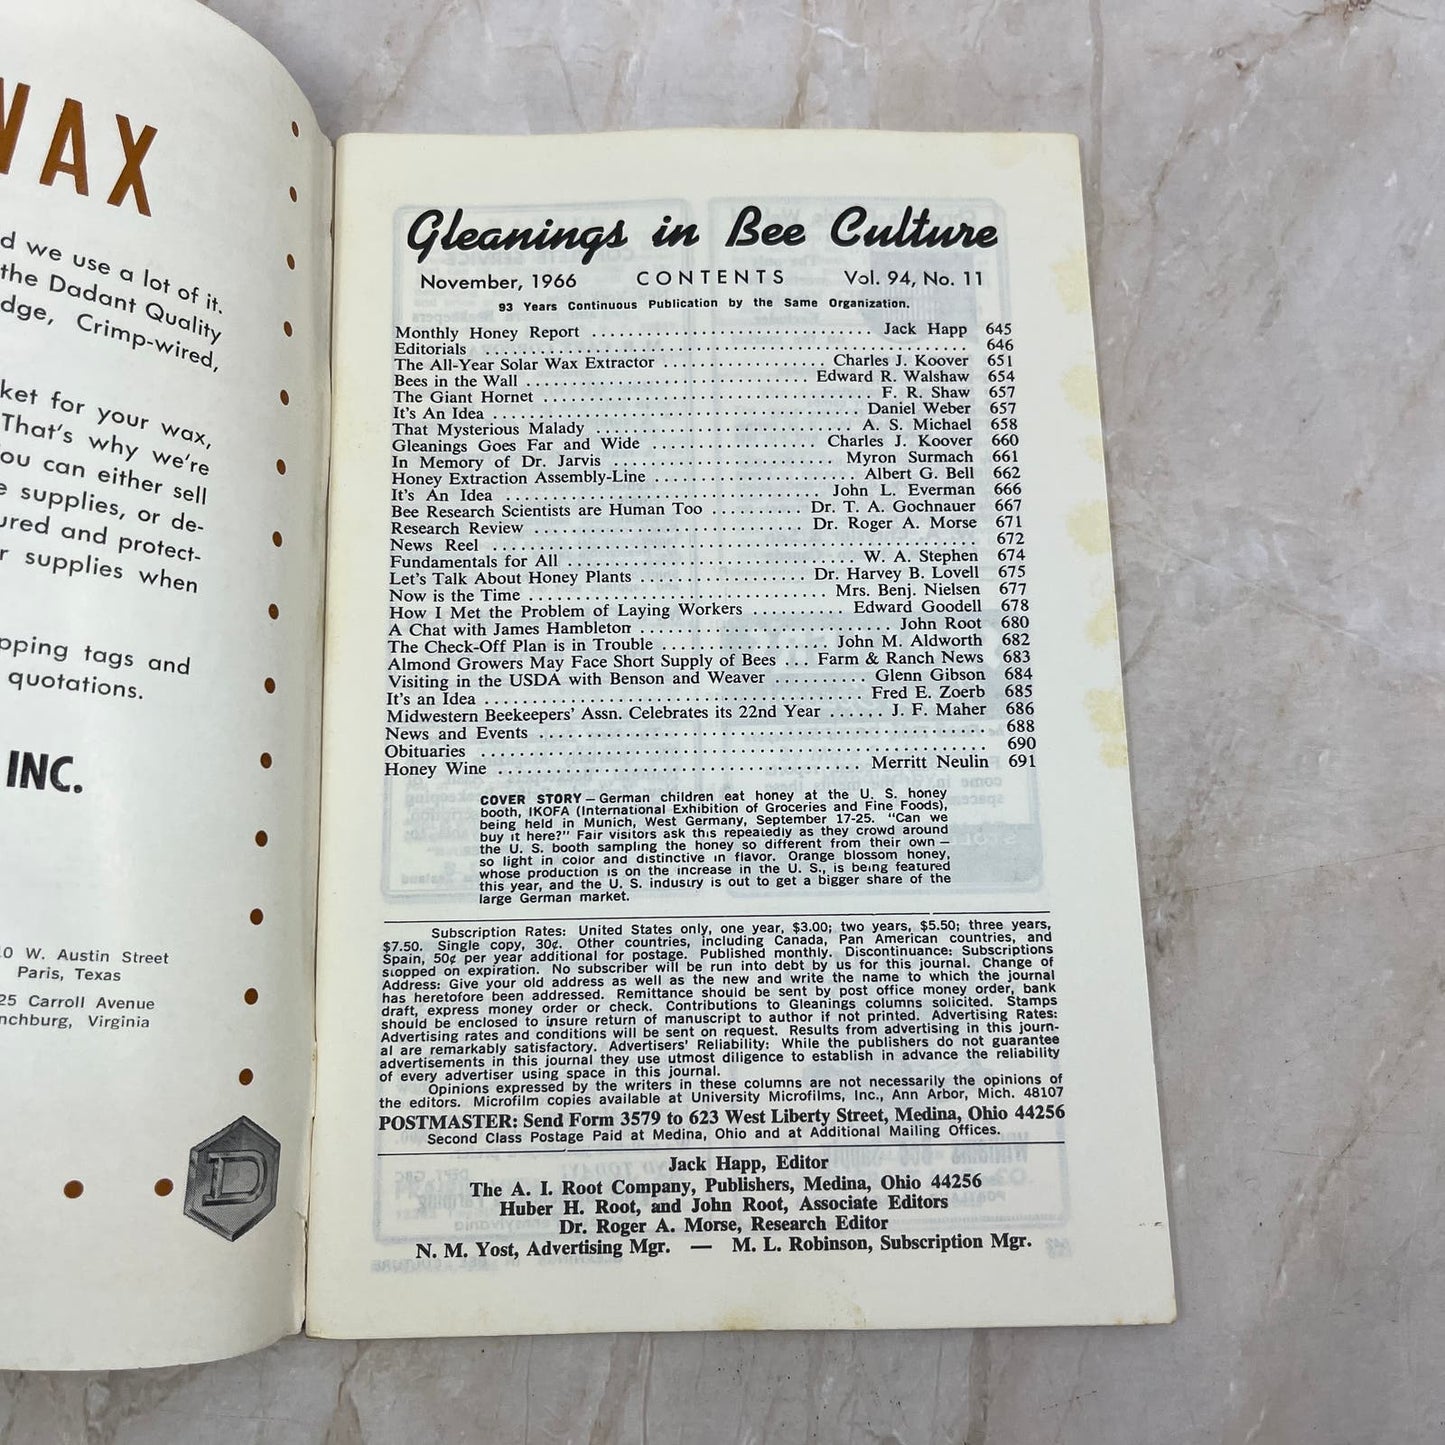 WAX
d we use a lot of it.
the Dadant Quality
dge, Crimp-wired,
ket for your wax,
That's why we're
ou can either sell
e supplies, or de-
ured and protect-
r supplies when
pping tags and
quotations.
INC.
0 W. Austin Street
Paris, Texas
25 Carroll Avenue
nchburg, Virginia
D
Gleanings in Bee Culture
November, 1966 CONTENTS Vol. 94, No. 11
93 Years Continuous Publication by the Same Organization.
Monthly Honey Report .......... Jack Happ 645
Editorials .......... 646
The All-Year Solar Wax Extractor .......... Charles J. Koover 651
Bees in the Wall .......... Edward R. Walshaw 654
The Giant Hornet .......... F. R. Shaw 657
It's An Idea .......... Daniel Weber 657
That Mysterious Malady .......... A. S. Michael 658
Gleanings Goes Far and Wide .......... Charles J. Koover 660
In Memory of Dr. Jarvis .......... Myron Surmach 661
Honey Extraction Assembly-Line .......... Albert G. Bell 662
It's An Idea .......... John L. Everman 666
Bee Research Scientists are Human Too .......... Dr. T. A. Gochnauer 667
Research Review .......... Dr. Roger A. Morse 671
News Reel .......... 672
Fundamentals for All .......... W. A. Stephen 674
Let's Talk About Honey Plants .......... Dr. Harvey B. Lovell 675
Now is the Time .......... Mrs. Benj. Nielsen 677
How I Met the Problem of Laying Workers .......... Edward Goodell 678
A Chat with James Hambleton .......... John Root 680
The Check-Off Plan is in Trouble .......... John M. Aldworth 682
Almond Growers May Face Short Supply of Bees ... Farm & Ranch News 683
Visiting in the USDA with Benson and Weaver .......... Glenn Gibson 684
It's an Idea .......... Fred E. Zoerb 685
Midwestern Beekeepers' Assn. Celebrates its 22nd Year ...... J. F. Maher 686
News and Events .......... 688
Obituaries .......... 690
Honey Wine .......... Merritt Neulin 691
COVER STORY — German children eat honey at the U. S. honey
booth, IKOFA (International Exhibition of Groceries and Fine Foods),
being held in Munich, West Germany, September 17-25. "Can we
buy it here?" Fair visitors ask this repeatedly as they crowd around
the U. S. booth sampling the honey so different from their own —
so light in color and distinctive in flavor. Orange blossom honey,
whose production is on the increase in the U. S., is being featured
this year, and the U. S. industry is out to get a bigger share of the
large German market.
Subscription Rates: United States only, one year, $3.00; two years, $5.50; three years,
$7.50. Single copy, 30¢. Other countries, including Canada, Pan American countries, and
Spain, 50¢ per year additional for postage. Published monthly. Discontinuance: Subscriptions
stopped on expiration. No subscriber will be run into debt by us for this journal. Change of
Address: Give your old address as well as the new and write the name to which the journal
has heretofore been addressed. Remittance should be sent by post office money order, bank
draft, express money order or check. Contributions to Gleanings columns solicited. Stamps
should be enclosed to insure return of manuscript to author if not printed. Advertising Rates:
Advertising rates and conditions will be sent on request. Results from advertising in this journ-
al are remarkably satisfactory. Advertisers' Reliability: While the publishers do not guarantee
advertisements in this journal they use utmost diligence to establish in advance the reliability
of every advertiser using space in this journal.
Opinions expressed by the writers in these columns are not necessarily the opinions of
the editors. Microfilm copies available at University Microfilms, Inc., Ann Arbor, Mich. 48107
POSTMASTER: Send Form 3579 to 623 West Liberty Street, Medina, Ohio 44256
Second Class Postage Paid at Medina, Ohio and at Additional Mailing Offices.
Jack Happ, Editor
The A. I. Root Company, Publishers, Medina, Ohio 44256
Huber H. Root, and John Root, Associate Editors
Dr. Roger A. Morse, Research Editor
N. M. Yost, Advertising Mgr. — M. L. Robinson, Subscription Mgr.